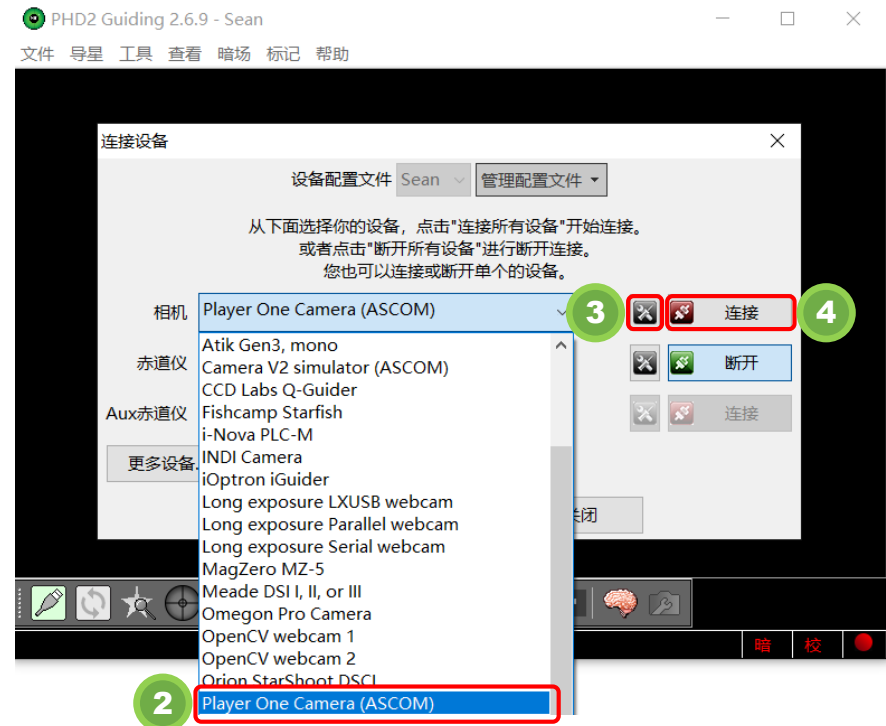 PHD2 Guiding 2.6.9 - Sean
文件 导星 工具 查看 暗场 标记 帮助
连接设备
设备配置文件 Sean 管理配置文件
从下面选择你的设备，点击"连接所有设备"开始连接。
或者点击"断开所有设备"进行断开连接。
您也可以连接或断开单个的设备。
相机 Player One Camera (ASCOM) 3 连接 4
Atik Gen3, mono
赤道仪 断开
Camera V2 simulator (ASCOM)
CCD Labs Q-Guider
Aux赤道仪 Fishcamp Starfish 连接
i-Nova PLC-M
更多设备. INDI Camera
iOptron iGuider
Long exposure LXUSB webcam
Long exposure Parallel webcam 关闭
Long exposure Serial webcam
MagZero MZ-5
Meade DSI I, II, or III
Omegon Pro Camera
OpenCV webcam 1
暗 校
OpenCV webcam 2
Orion StarShoot DSCI
2 Player One Camera (ASCOM)